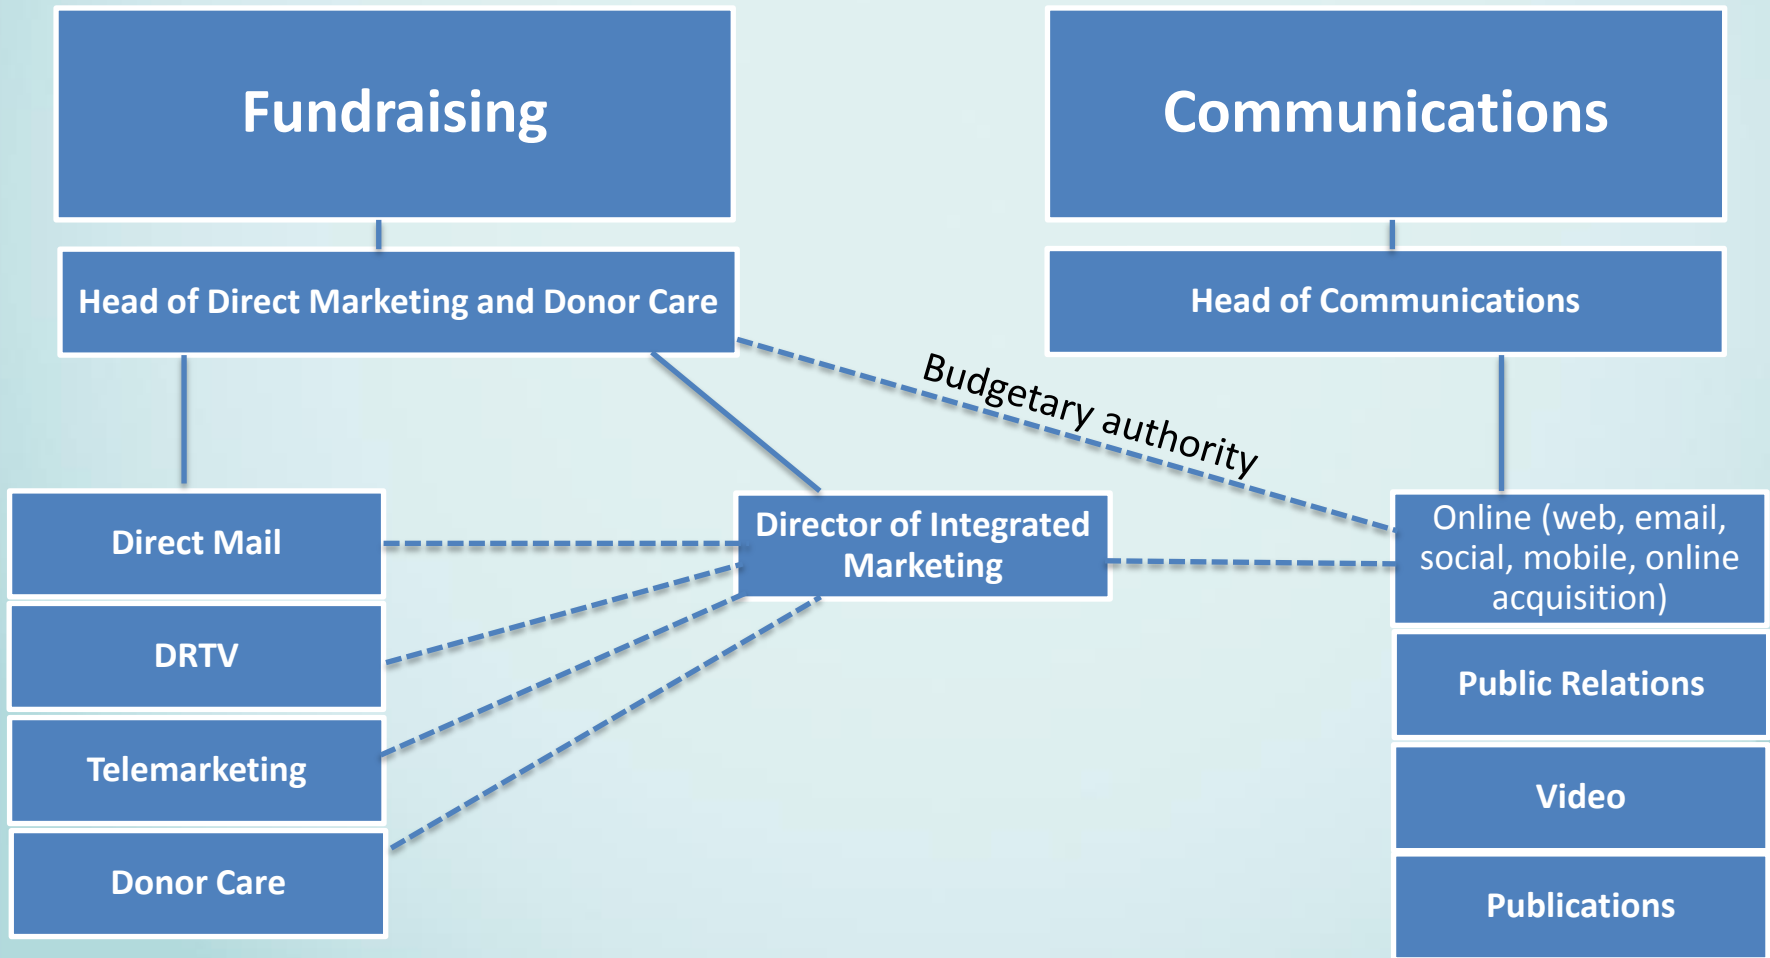 Fundraising
Communications
Head of Direct Marketing and Donor Care
Head of Communications
Budgetary authority
Direct Mail
DRTV
Telemarketing
Donor Care
Director of Integrated
Marketing
Online (web, email,
social, mobile, online
acquisition)
Public Relations
Video
Publications